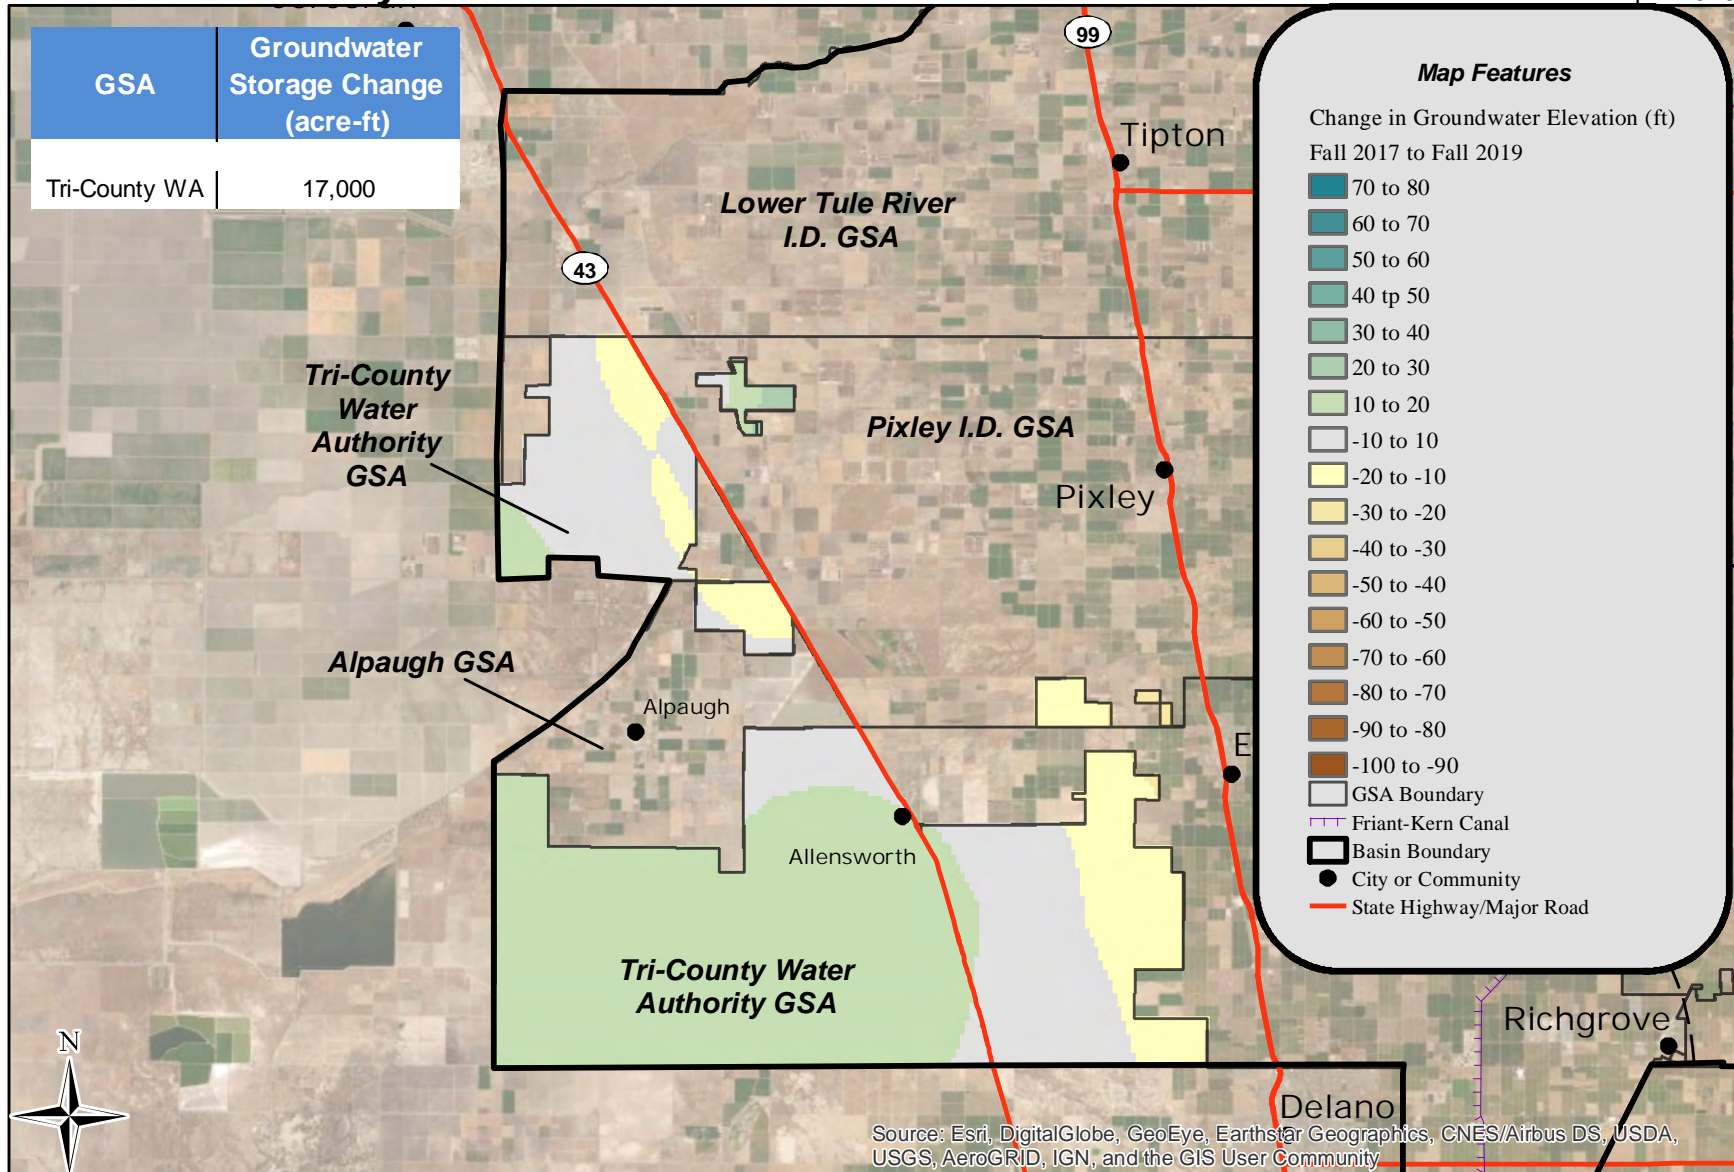 GSA
Groundwater
Storage Change
(acre-ft)
Tri-County WA
17,000
99
Tipton
Lower Tule River
I.D. GSA
43
Tri-County
Water
Authority
GSA
Pixley I.D. GSA
Pixley
Alpaugh GSA
Alpaugh
E
Allensworth
Tri-County Water
Authority GSA
Richgrove
Delano
N
Map Features
Change in Groundwater Elevation (ft)
Fall 2017 to Fall 2019
70 to 80
60 to 70
50 to 60
40 tp 50
30 to 40
20 to 30
10 to 20
-10 to 10
-20 to -10
-30 to -20
-40 to -30
-50 to -40
-60 to -50
-70 to -60
-80 to -70
-90 to -80
-100 to -90
GSA Boundary
Friant-Kern Canal
Basin Boundary
City or Community
State Highway/Major Road
Source: Esri, DigitalGlobe, GeoEye, Earthstar Geographics, CNES/Airbus DS, USDA,
USGS, AeroGRID, IGN, and the GIS User Community